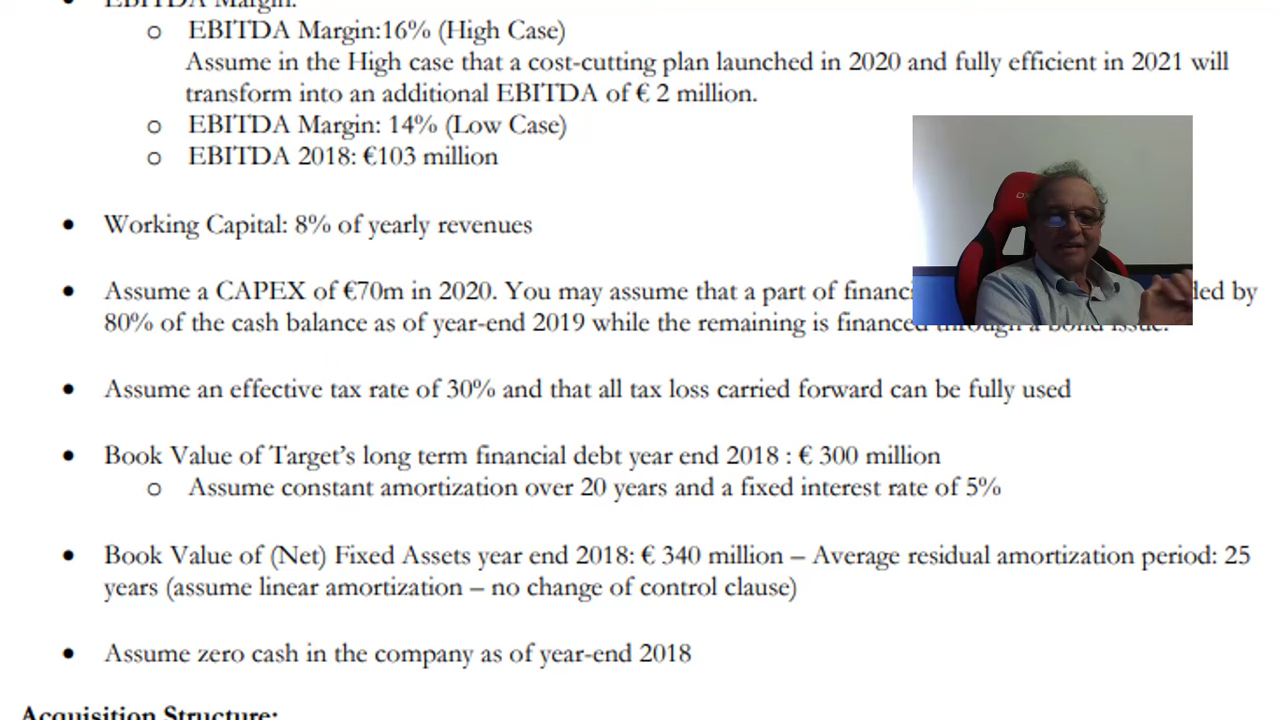 EBITDA Margin:
o EBITDA Margin:16% (High Case)
Assume in the High case that a cost-cutting plan launched in 2020 and fully efficient in 2021 will
transform into an additional EBITDA of € 2 million.
o EBITDA Margin: 14% (Low Case)
o EBITDA 2018: €103 million
• Working Capital: 8% of yearly revenues
• Assume a CAPEX of €70m in 2020. You may assume that a part of by
80% of the cash balance as of year-end 2019 while the remaining is financed through a bond issue.
• Assume an effective tax rate of 30% and that all tax loss carried forward can be fully used
• Book Value of Target's long term financial debt year end 2018 : € 300 million
o Assume constant amortization over 20 years and a fixed interest rate of 5%
• Book Value of (Net) Fixed Assets year end 2018: € 340 million – Average residual amortization period: 25
years (assume linear amortization – no change of control clause)
• Assume zero cash in the company as of year-end 2018
Acquisition Structure: